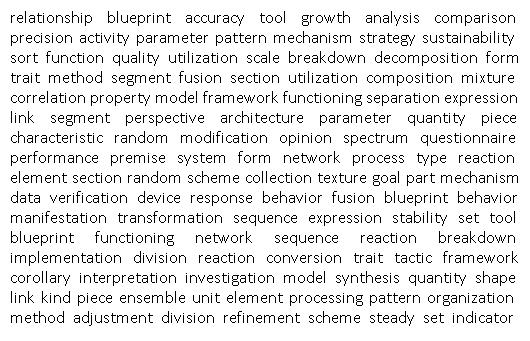 relationship blueprint accuracy tool growth analysis comparison
precision activity parameter pattern mechanism strategy sustainability
sort function quality utilization scale breakdown decomposition form
trait method segment fusion section utilization composition mixture
correlation property model framework functioning separation expression
link segment perspective architecture parameter quantity piece
characteristic random modification opinion spectrum questionnaire
performance premise system form network process type reaction
element section random scheme collection texture goal part mechanism
data verification device response behavior fusion blueprint behavior
manifestation transformation sequence expression stability set tool
blueprint functioning network sequence reaction breakdown
implementation division reaction conversion trait tactic framework
corollary interpretation investigation model synthesis quantity shape
link kind piece ensemble unit element processing pattern organization
method adjustment division refinement scheme steady set indicator